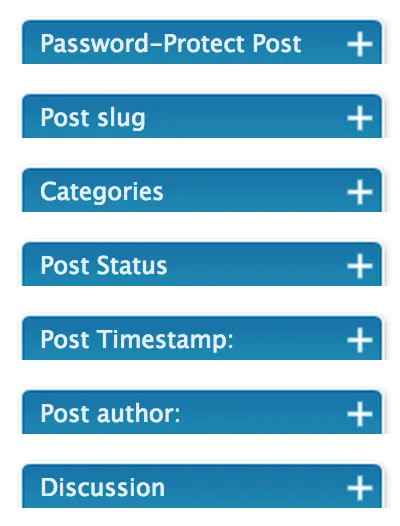 Password-Protect Post
Post slug
Categories
Post Status
Post Timestamp:
Post author:
Discussion